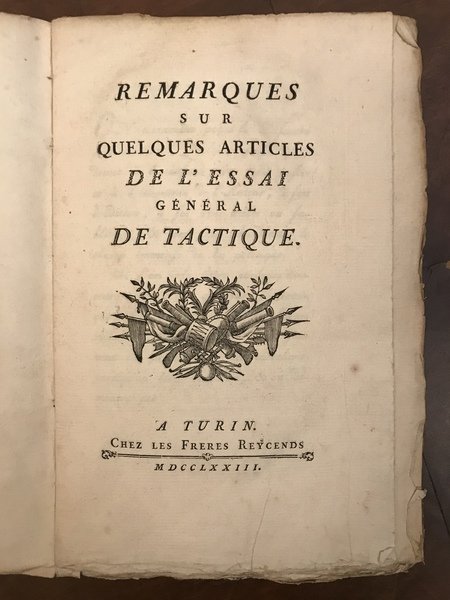 REMARQUES
SUR
QUELQUES ARTICLES
DE L'ESSAI
GÉNÉRAL
DE TACTIQUE.
A TURIN.
CHEZ LES FRERES REYCENDS
MDCCLXXIII.